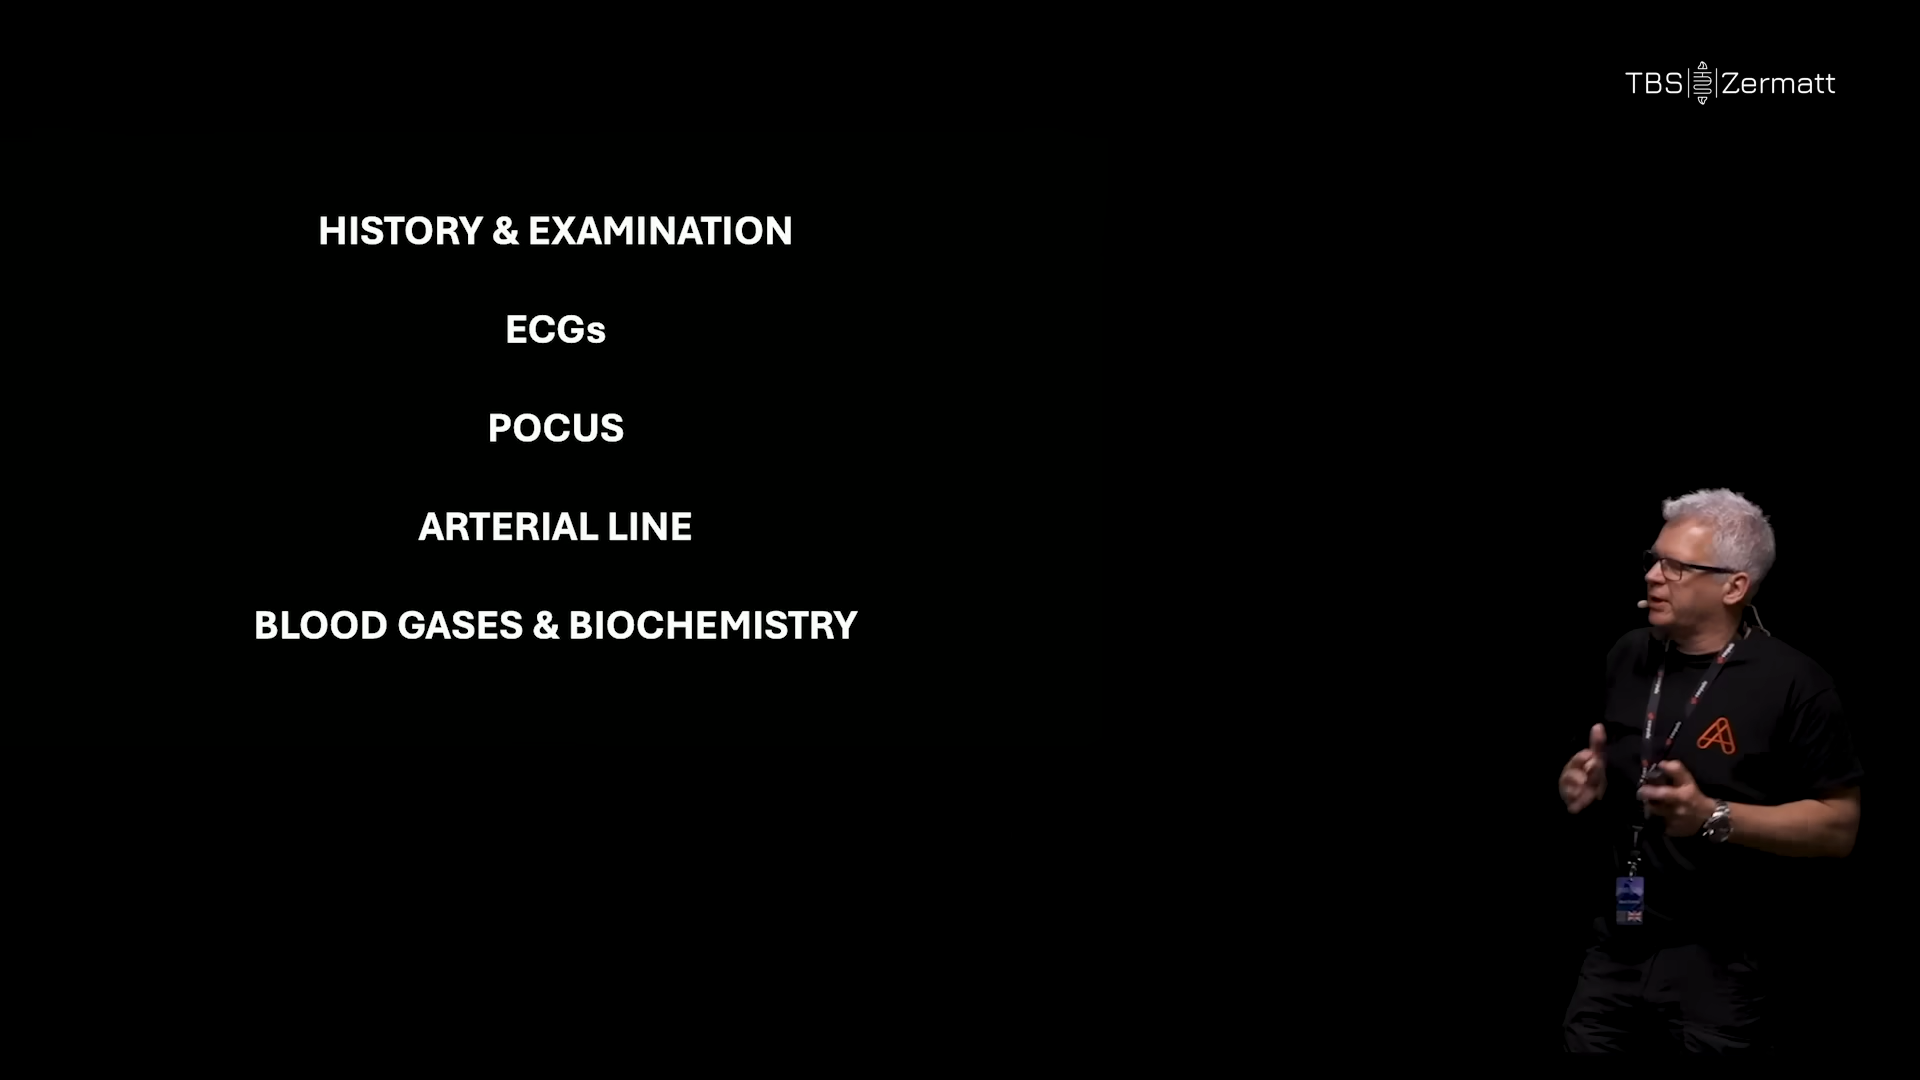 TBS Zermatt
HISTORY & EXAMINATION
ECGs
POCUS
ARTERIAL LINE
BLOOD GASES & BIOCHEMISTRY